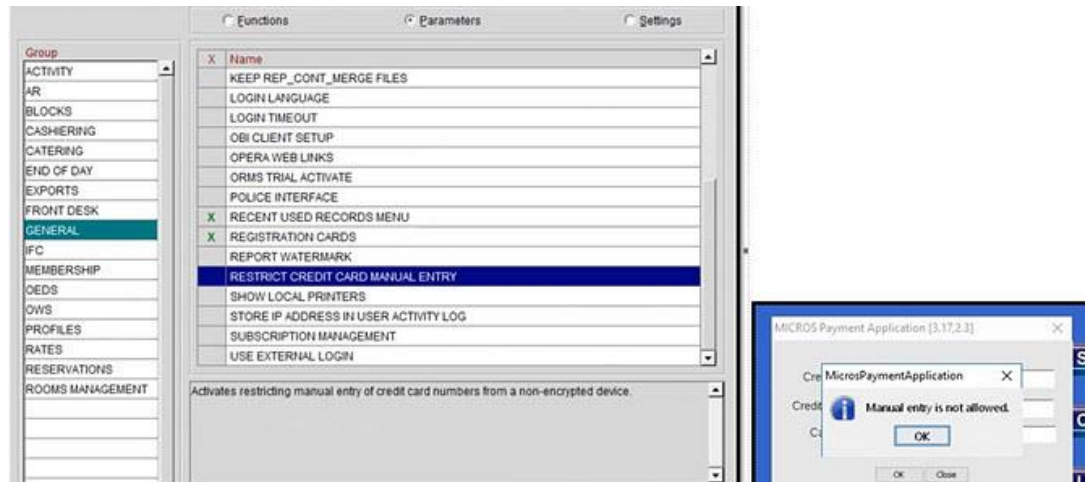 Functions
Parameters
Settings
Group
ACTIVITY
AR
BLOCKS
CASHIERING
CATERING
END OF DAY
EXPORTS
FRONT DESK
GENERAL
IFC
MEMBERSHIP
OEDS
OWS
PROFILES
RATES
RESERVATIONS
ROOMS MANAGEMENT
X Name
KEEP REP_CONT_MERGE FILES
LOGIN LANGUAGE
LOGIN TIMEOUT
OBI CLIENT SETUP
OPERA WEB LINKS
ORMS TRIAL ACTIVATE
POLICE INTERFACE
X RECENT USED RECORDS MENU
X REGISTRATION CARDS
REPORT WATERMARK
RESTRICT CREDIT CARD MANUAL ENTRY
SHOW LOCAL PRINTERS
STORE IP ADDRESS IN USER ACTIVITY LOG
SUBSCRIPTION MANAGEMENT
USE EXTERNAL LOGIN
Activates restricting manual entry of credit card numbers from a non-encrypted device.
MICROS Payment Application [3.17,2.3]
Cre
MicrosPaymentApplication
Credit
Manual entry is not allowed.
Ca
OK
OK Close
S